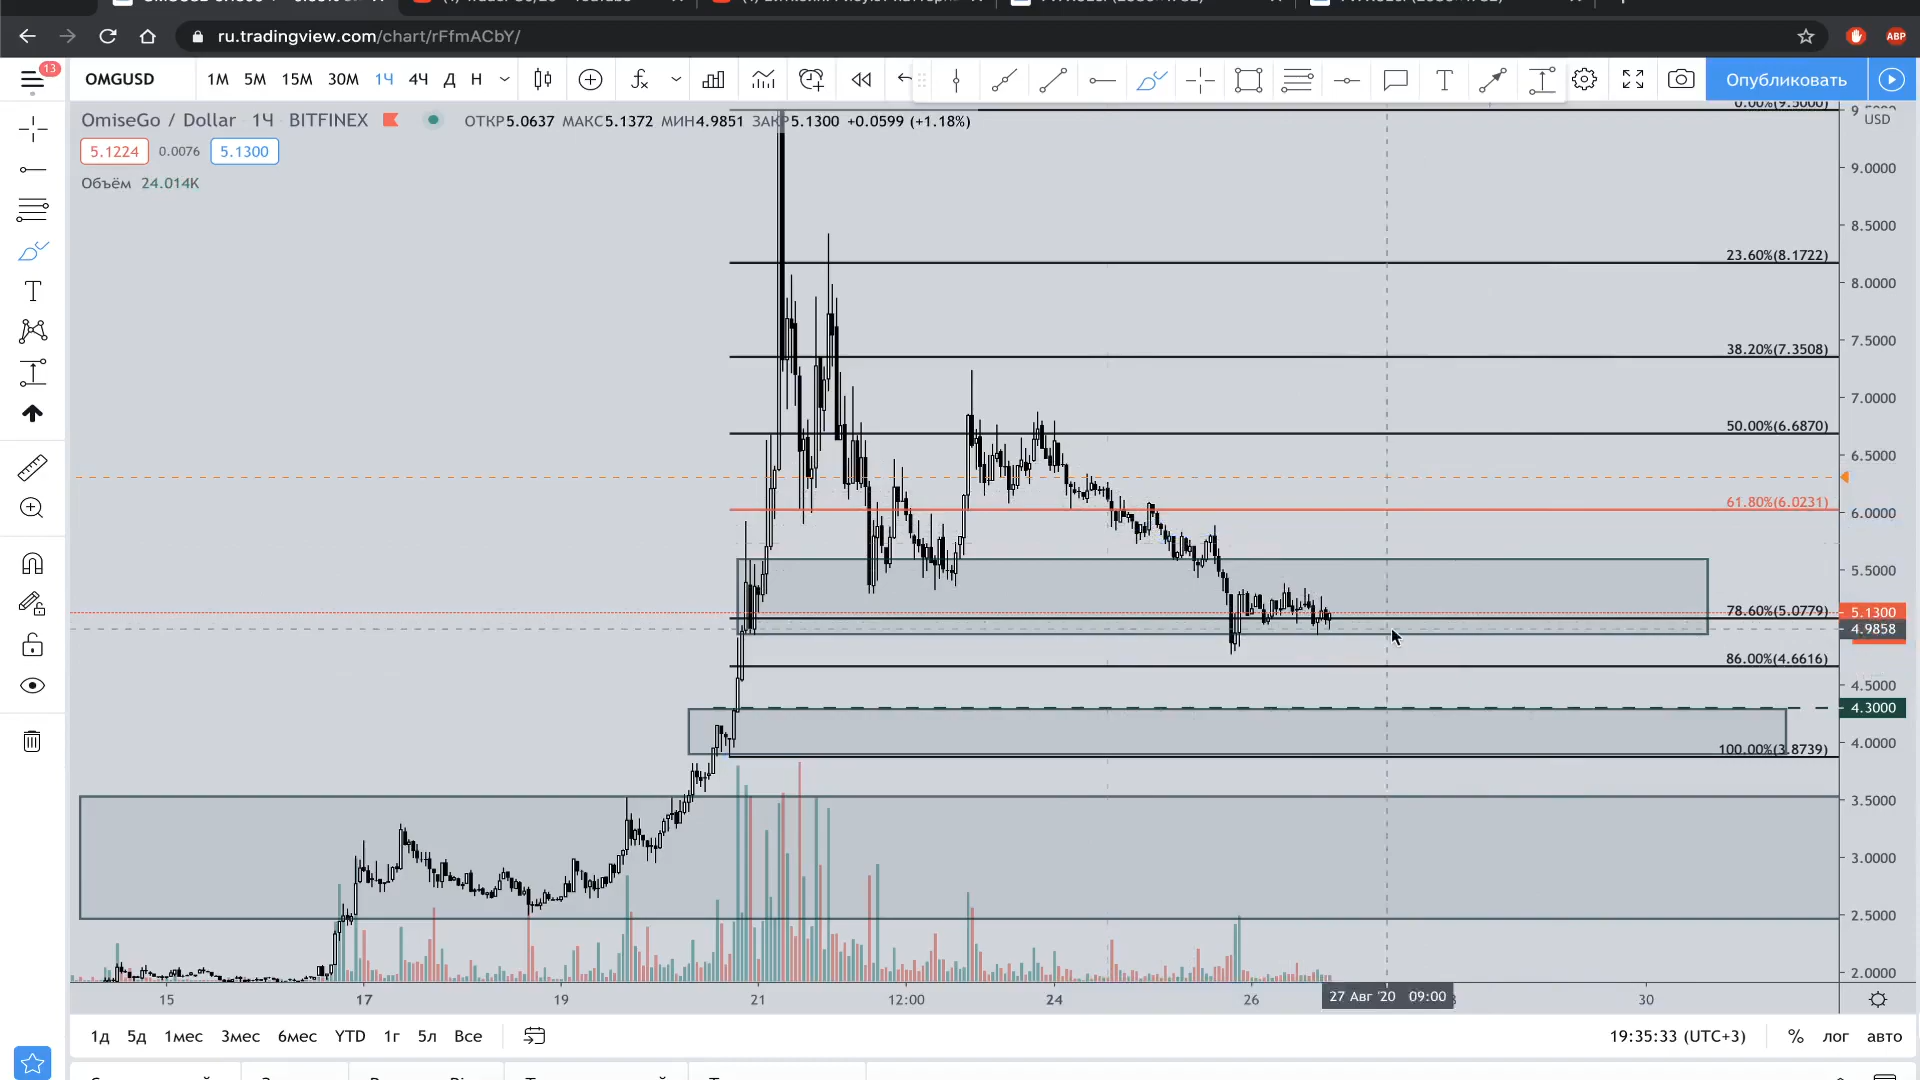 ru.tradingview.com/chart/rFfmACbY/
ABP
13
OMGUSD 1М 5М 15М 30М 1Ч 4Ч Д Н
Опубликовать
OmiseGo / Dollar 1Ч BITFINEX ОТКР5.0637 МАКС5.1372 МИН4.9851 ЗАКР5.1300 +0.0599 (+1.18%)
5.1224 0.0076 5.1300
Объём 24.014K
0.00%(9.5000)
USD
9.0000
8.5000
23.60%(8.1722)
8.0000
38.20%(7.3508)
7.5000
7.0000
50.00%(6.6870)
6.5000
61.80%(6.0231)
6.0000
5.5000
78.60%(5.0779)
5.1300
4.9858
86.00%(4.6616)
4.5000
4.3000
4.0000
100.00%(3.8739)
3.5000
3.0000
2.5000
2.0000
15 17 19 21 12:00 24 26 27 Авг '20 09:00 30
1д 5д 1мес 3мес 6мес YTD 1г 5л Все
19:35:33 (UTC+3) % лог авто